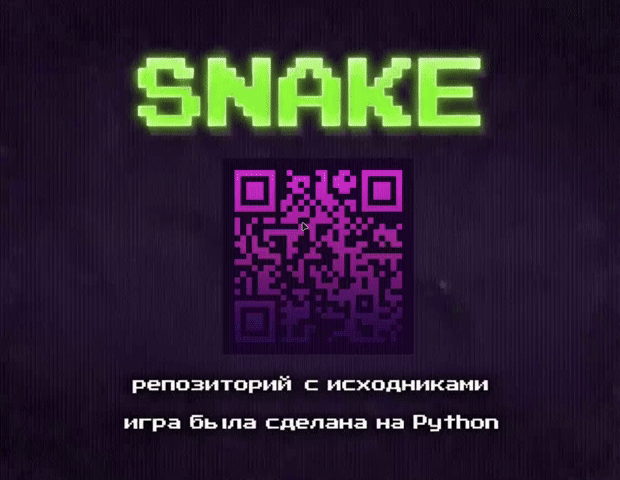 SNAKE
репозиторий с исходниками
игра была сделана на Python